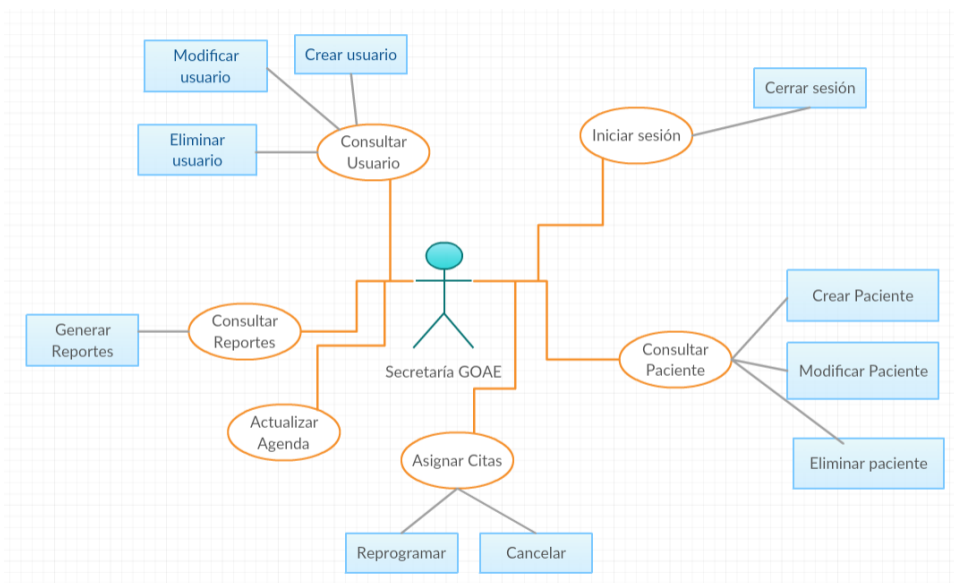 Modificar
usuario
Crear usuario
Cerrar sesión
Iniciar sesión
Eliminar
usuario
Consultar
Usuario
Crear Paciente
Generar
Reportes
Consultar
Reportes
Consultar
Paciente
Modificar Paciente
Secretaría GOAE
Actualizar
Agenda
Asignar Citas
Eliminar paciente
Reprogramar
Cancelar